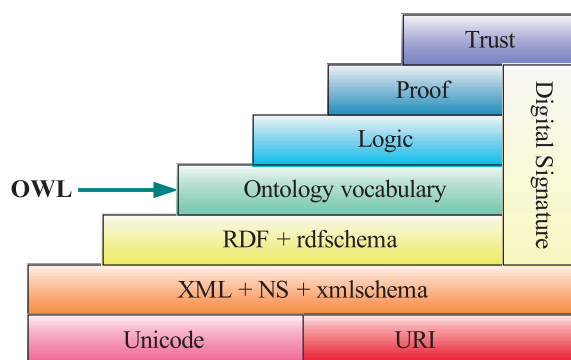 Trust
Proof
Logic
OWL
Ontology vocabulary
RDF + rdfschema
Digital Signature
XML + NS + xmlschema
Unicode
URI